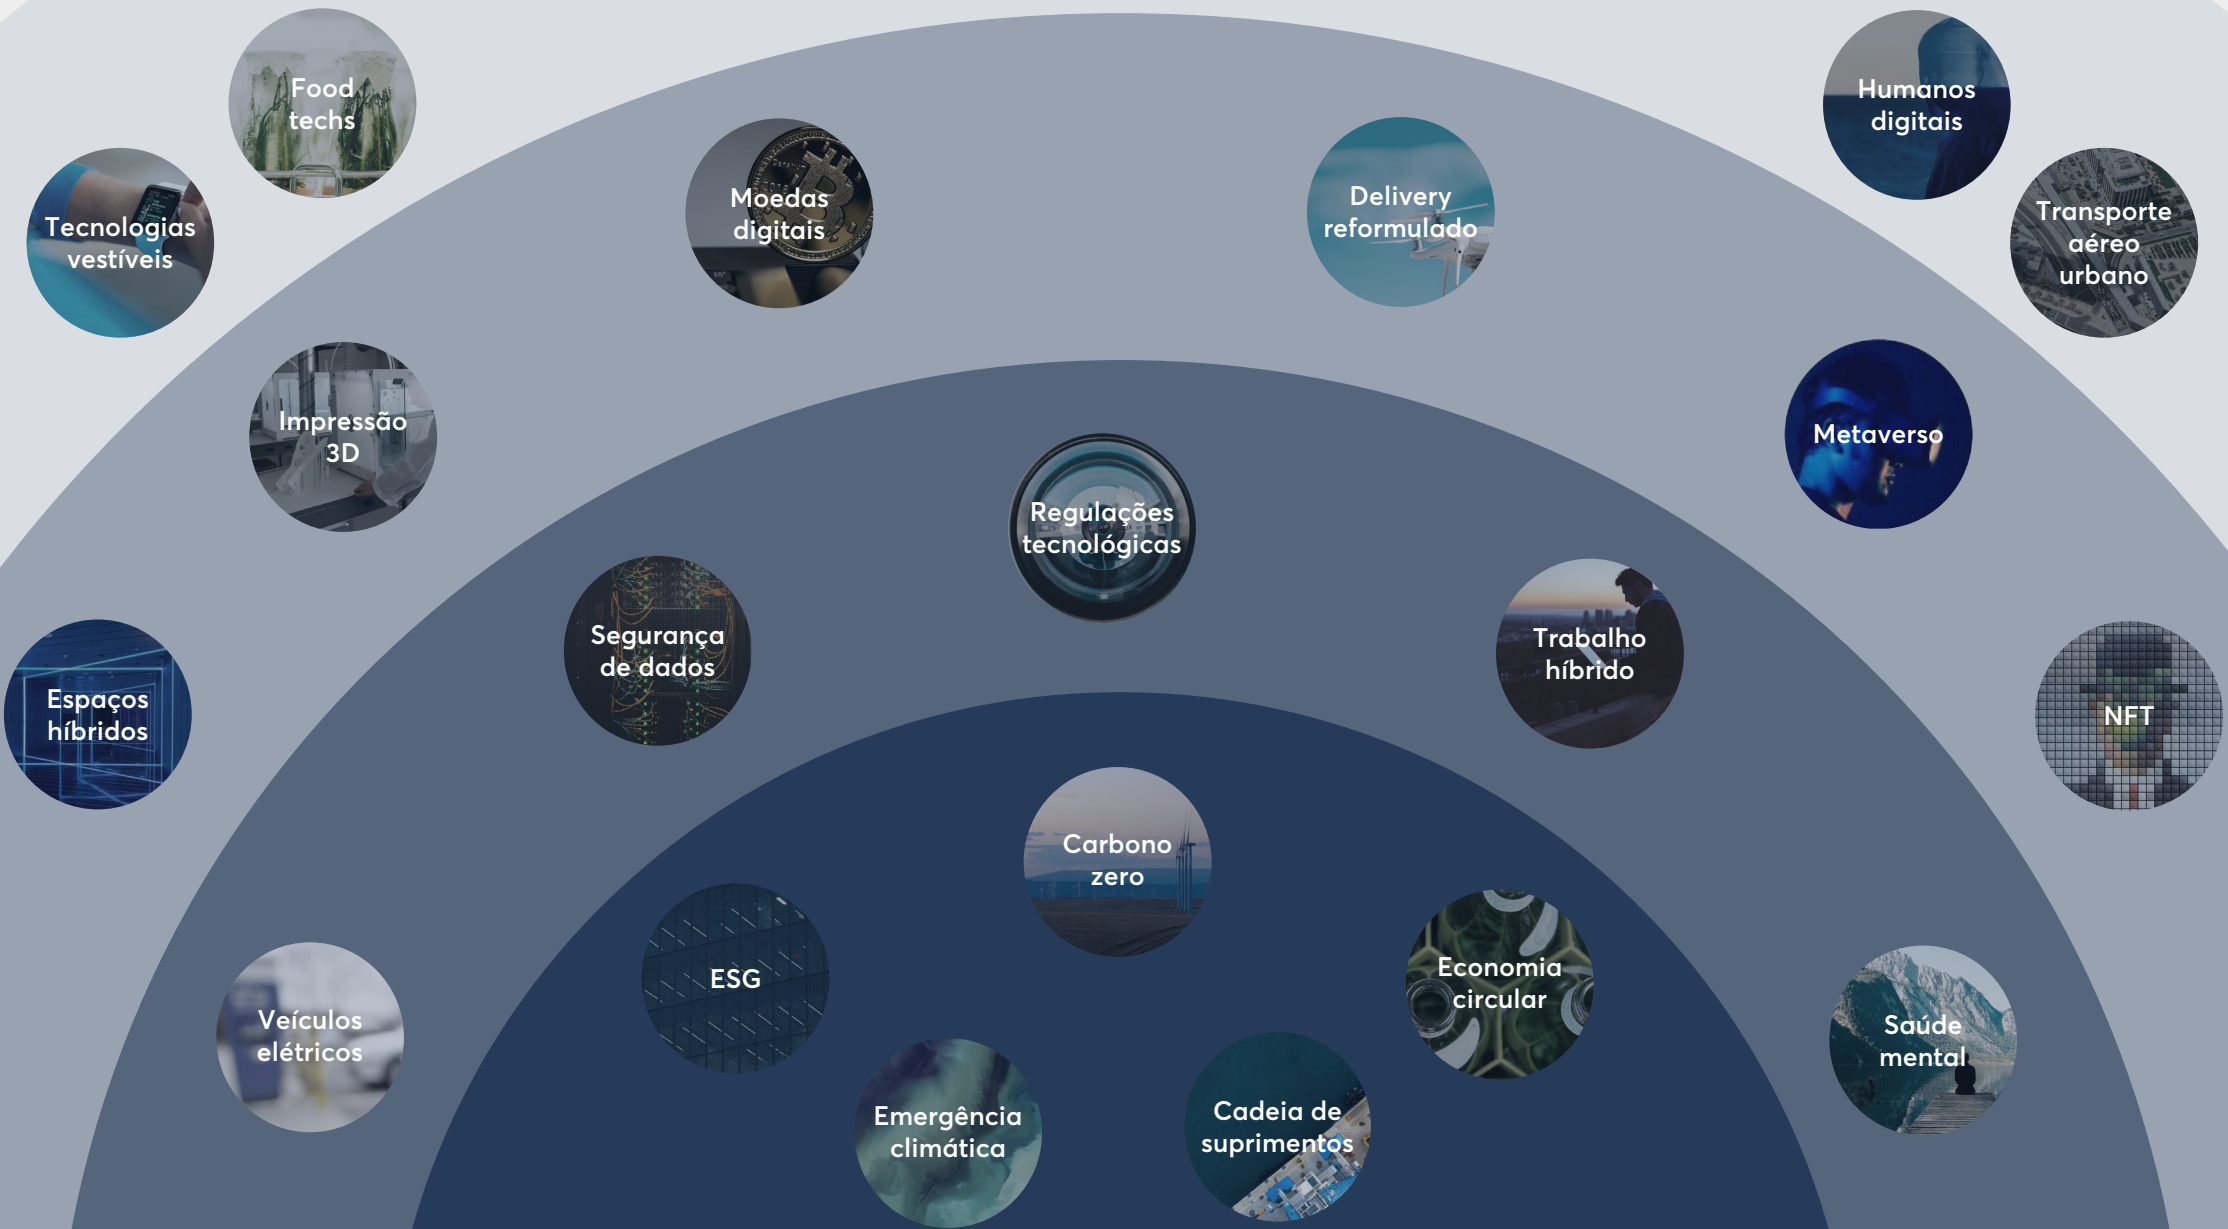 Food
techs
Humanos
digitais
Tecnologias
vestíveis
Moedas
digitais
Delivery
reformulado
Transporte
aéreo
urbano
Impressão
3D
Metaverso
Regulações
tecnológicas
Segurança
de dados
Trabalho
híbrido
Espaços
híbridos
NFT
Carbono
zero
ESG
Economia
circular
Veículos
elétricos
Saúde
mental
Emergência
climática
Cadeia de
suprimentos